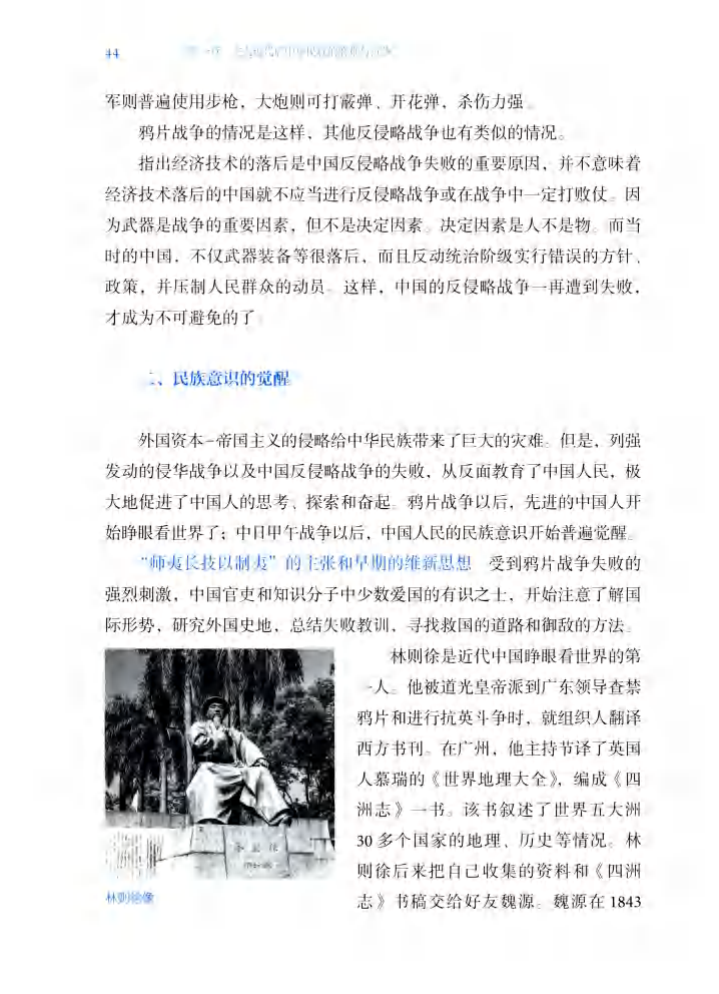 44
军则普遍使用步枪，大炮则可打霰弹、开花弹，杀伤力强。
鸦片战争的情况是这样，其他反侵略战争也有类似的情况。
指出经济技术的落后是中国反侵略战争失败的重要原因，并不意味着
经济技术落后的中国就不应当进行反侵略战争或在战争中一定打败仗。因
为武器是战争的重要因素，但不是决定因素。决定因素是人不是物。而当
时的中国，不仅武器装备等很落后，而且反动统治阶级实行错误的方针、
政策，并压制人民群众的动员。这样，中国的反侵略战争一再遭到失败，
才成为不可避免的了。
二、民族意识的觉醒
外国资本-帝国主义的侵略给中华民族带来了巨大的灾难。但是，列强
发动的侵华战争以及中国反侵略战争的失败，从反面教育了中国人民，极
大地促进了中国人的思考、探索和奋起。鸦片战争以后，先进的中国人开
始睁眼看世界了；中日甲午战争以后，中国人民的民族意识开始普遍觉醒。
“师夷长技以制夷”的主张和早期的维新思想 受到鸦片战争失败的
强烈刺激，中国官吏和知识分子中少数爱国的有识之士，开始注意了解国
际形势，研究外国史地，总结失败教训，寻找救国的道路和御敌的方法。
林则徐是近代中国睁眼看世界的第
一人。他被道光皇帝派到广东领导查禁
鸦片和进行抗英斗争时，就组织人翻译
西方书刊。在广州，他主持节译了英国
人慕瑞的《世界地理大全》，编成《四
洲志》一书。该书叙述了世界五大洲
30多个国家的地理、历史等情况。林
则徐后来把自己收集的资料和《四洲
志》书稿交给好友魏源。魏源在1843
林则徐像